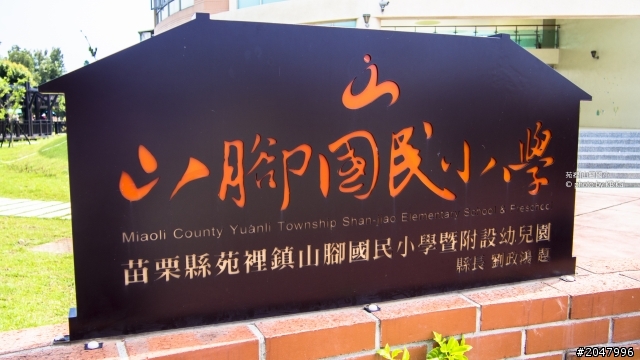 山
山腳國民小學
Miaoli County Yuanli Township Shan-jiao Elementary School & Preschool
苗栗縣苑裡鎮山腳國民小學暨附設幼兒園
縣長 劉政鴻 題
#2047996